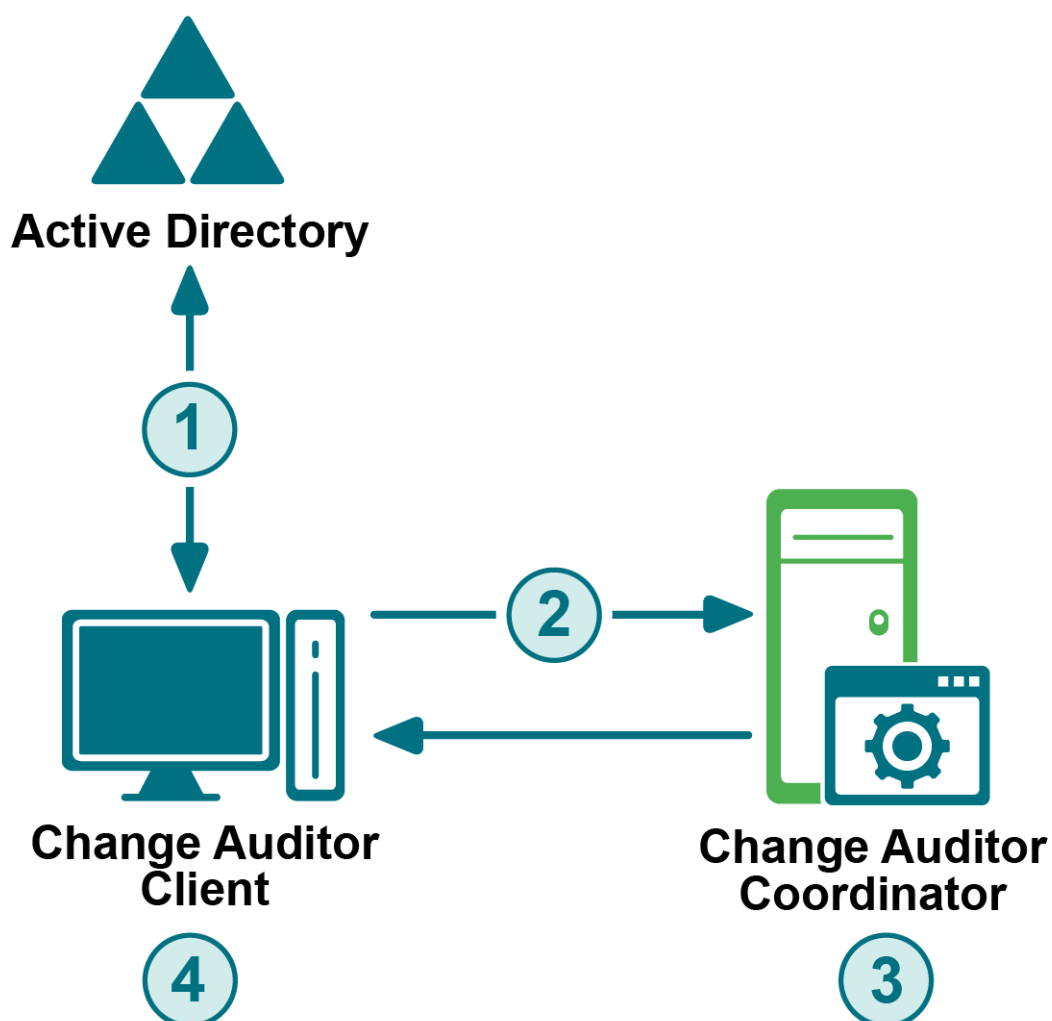 Active Directory
1
2
Change Auditor
Client
Change Auditor
Coordinator
4
3